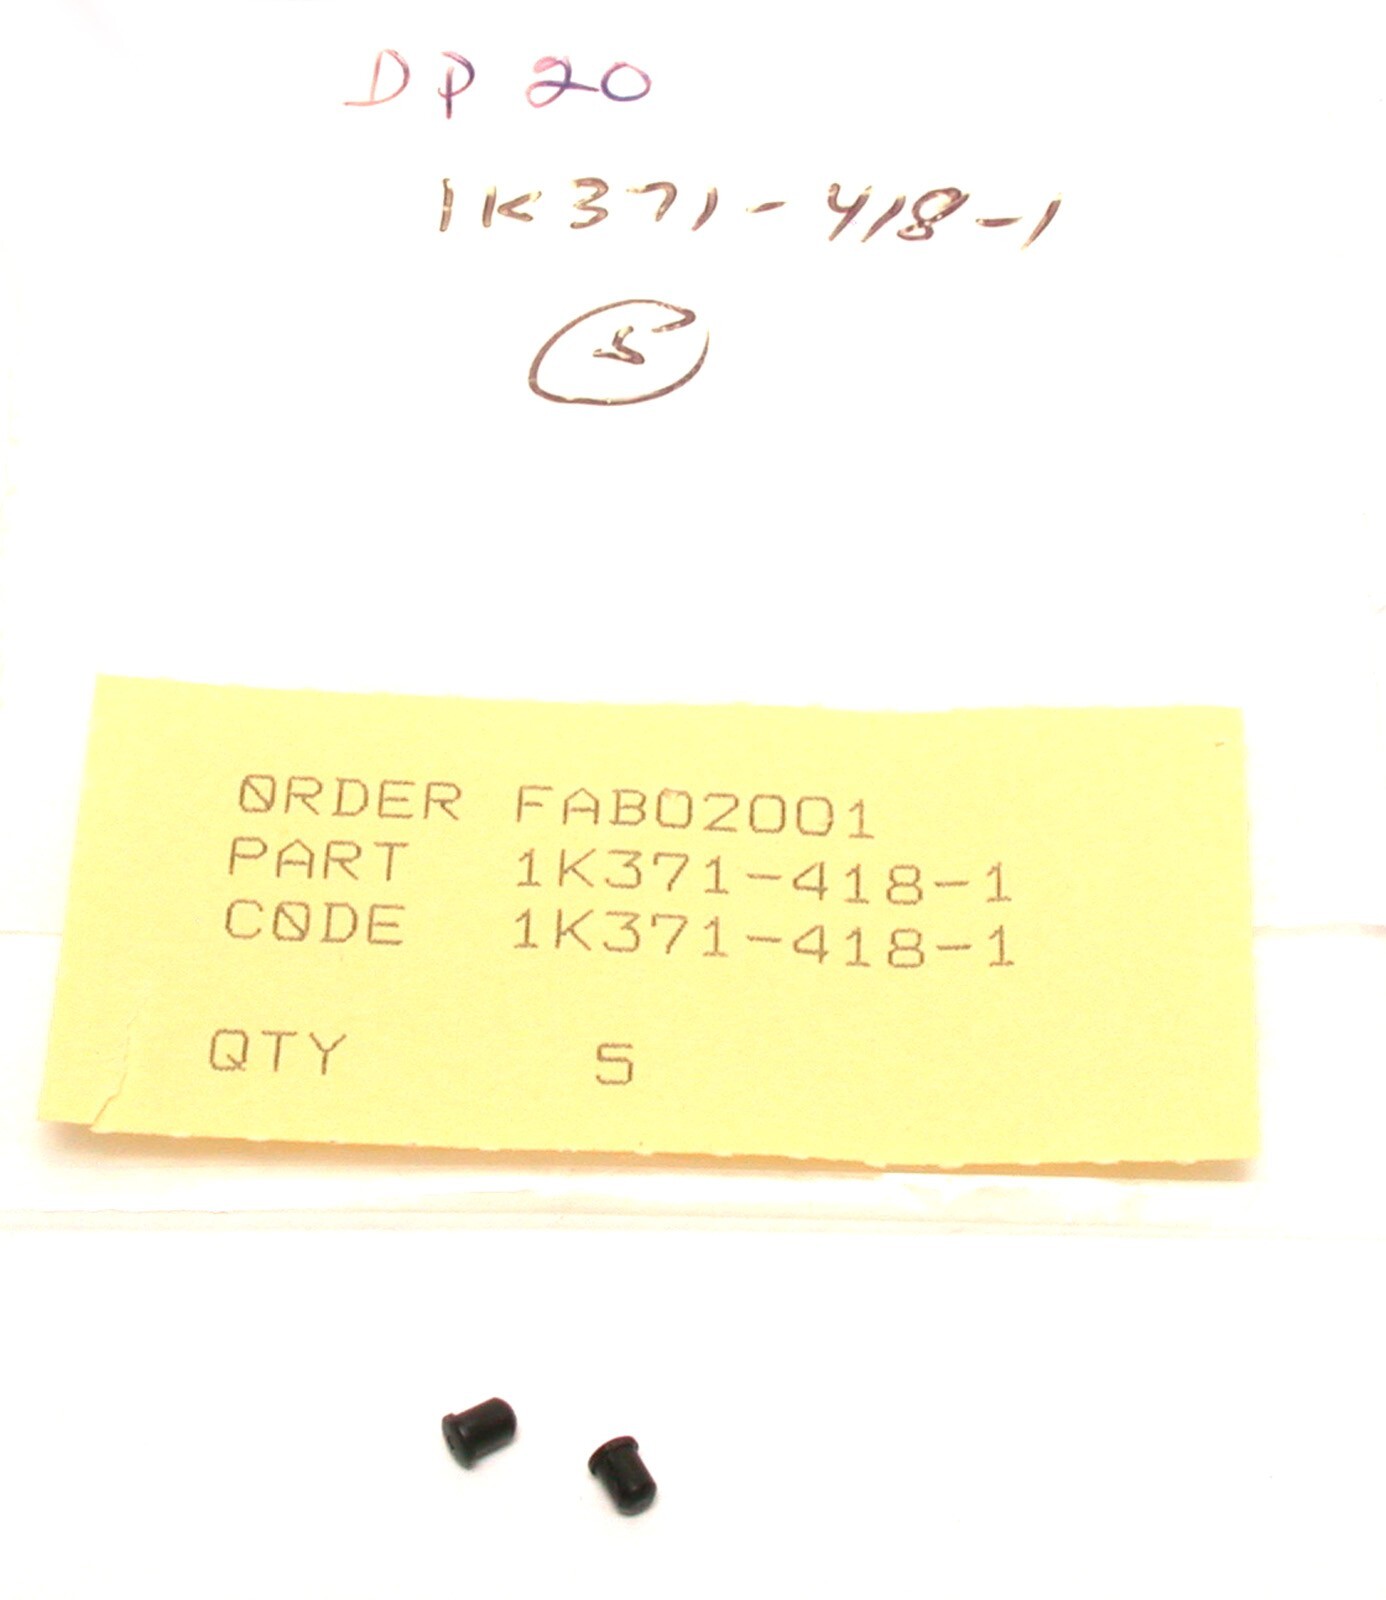 DP 20
1K371-418-1
5
ORDER FAB02001
PART 1K371-418-1
CODE 1K371-418-1
QTY 5